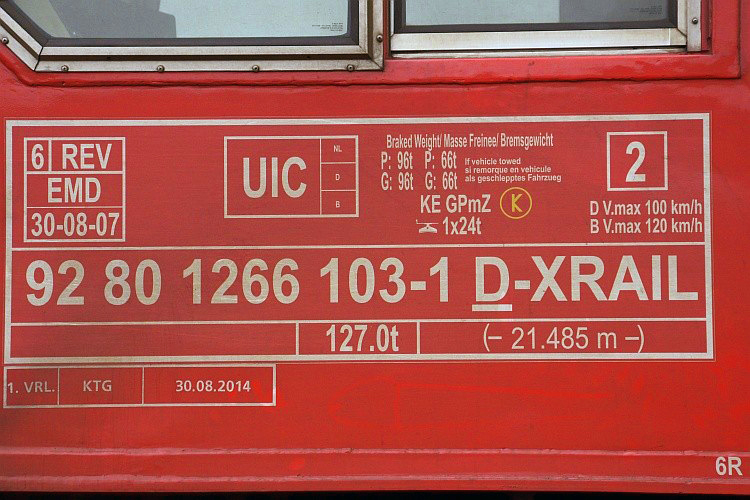 6 REV
EMD
30-08-07
UIC
NL
D
B
Braked Weight/ Masse Freinee/ Bremsgewicht
P: 96t P: 66t
G: 96t G: 66t
If vehicle towed
si remorque en vehicule
als geschlepptes Fahrzueg
KE GPmZ K
1x24t
2
D V.max 100 km/h
B V.max 120 km/h
92 80 1266 103-1 D-XRAIL
127.0t (– 21.485 m –)
1. VRL. KTG 30.08.2014
6R